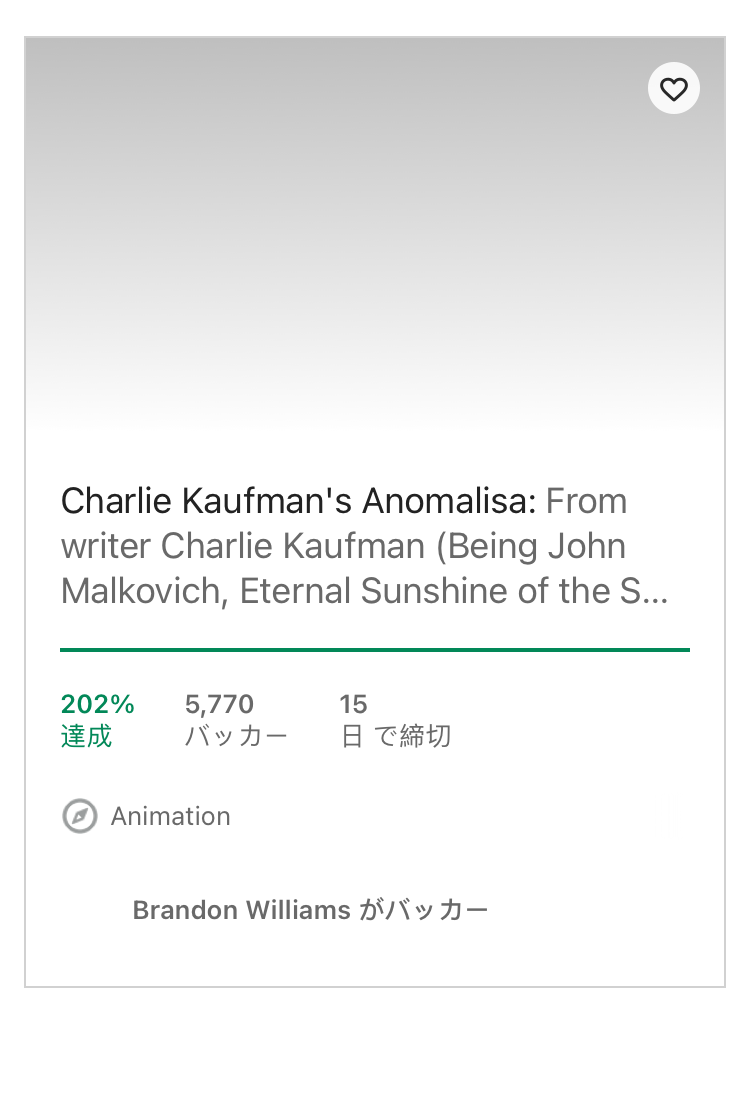 Charlie Kaufman's Anomalisa: From
writer Charlie Kaufman (Being John
Malkovich, Eternal Sunshine of the S...
202% 5,770 15
達成 バッカー 日 で締切
Animation
Brandon Williams がバッカー